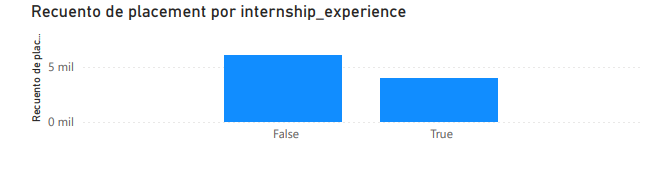 Recuento de placement por internship_experience
Recuento de plac...
5 mil
0 mil
False
True